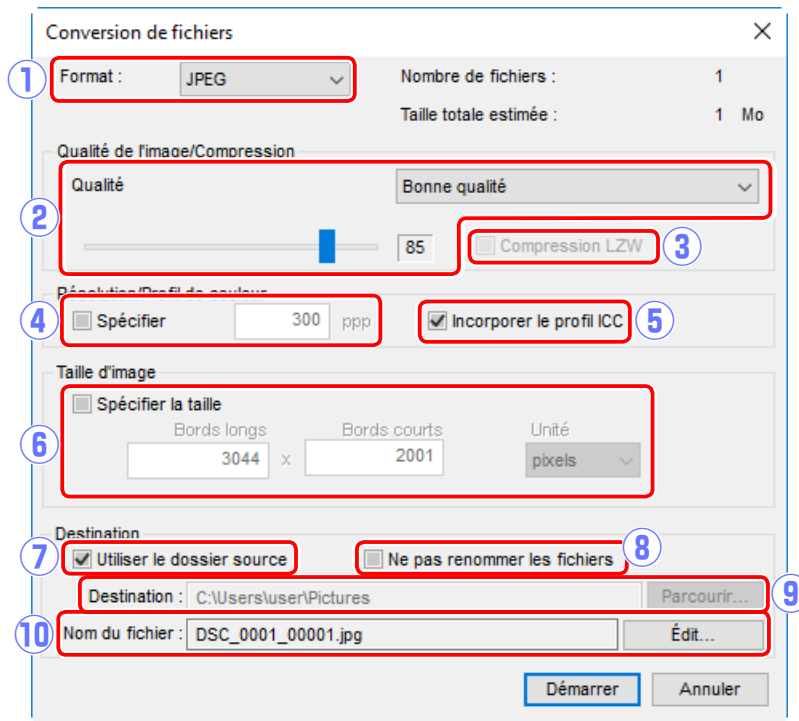 Conversion de fichiers
① Format : JPEG Nombre de fichiers : 1
Taille totale estimée : 1 Mo
Qualité de l'image/Compression
② Qualité Bonne qualité
85 Compression LZW ③
Résolution/Profil de couleur
④ Spécifier 300 ppp Incorporer le profil ICC ⑤
Taille d'image
Spécifier la taille
⑥ Bords longs Bords courts Unité
3044 x 2001 pixels
Destination
⑦ Utiliser le dossier source Ne pas renommer les fichiers ⑧
Destination : C:\Users\user\Pictures Parcourir... ⑨
⑩ Nom du fichier : DSC_0001_00001.jpg Édit...
Démarrer Annuler